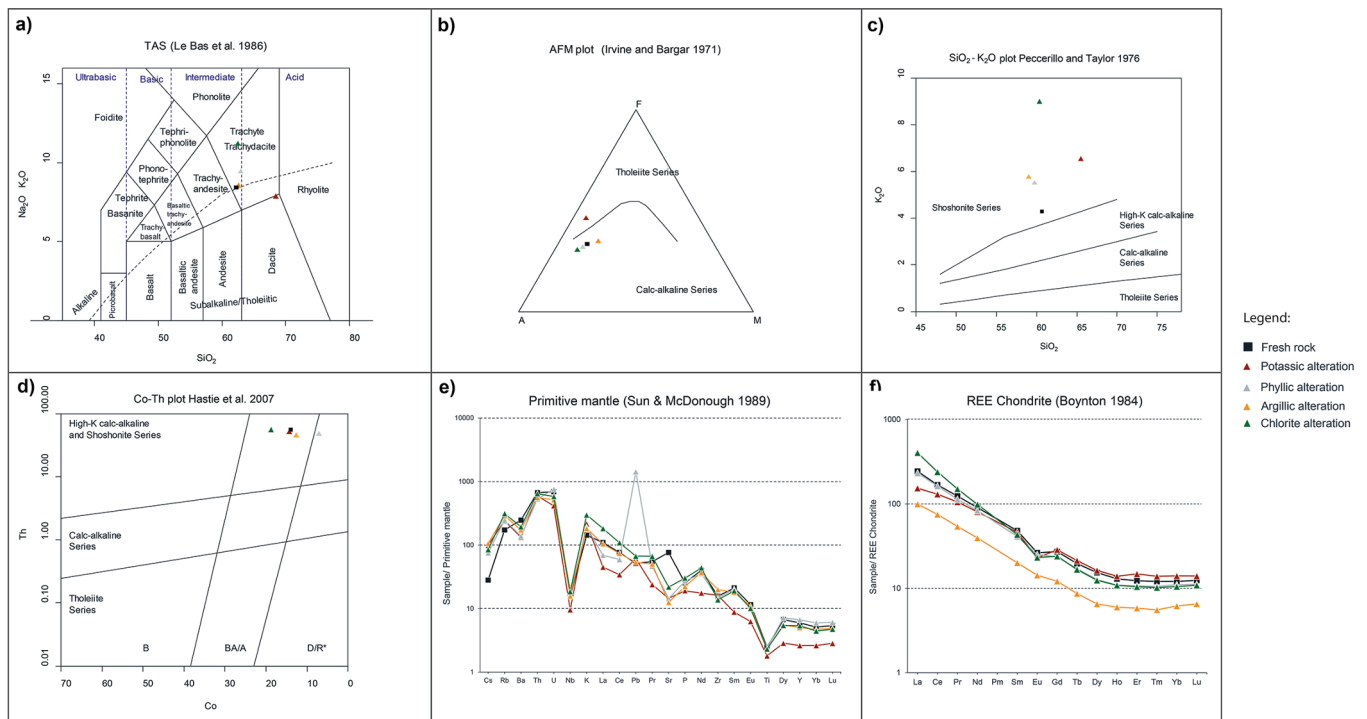 a)
TAS (Le Bas et al. 1986)
Ultrabasic
Basic
Intermediate
Acid
Phonolite
Foidite
Tephri-
phonolite
Trachyte
Trachydacite
Phono-
tephrite
Trachy-
andesite
Rhyolite
Tephrite
Basanite
Basaltic trachy-
andesite
Trachy-
basalt
Alkaline
Picrobasalt
Basalt
Basaltic
andesite
Andesite
Dacite
Subalkaline/Tholeiitic
Na2O K2O
0
5
10
15
40
50
60
70
80
SiO2
b)
AFM plot (Irvine and Bargar 1971)
F
Tholeiite Series
Calc-alkaline Series
A
M
c)
SiO2 - K2O plot Peccerillo and Taylor 1976
K2O
10
8
6
4
2
0
Shoshonite Series
High-K calc-alkaline
Series
Calc-alkaline
Series
Tholeiite Series
45
50
55
60
65
70
75
SiO2
Legend:
Fresh rock
Potassic alteration
Phyllic alteration
Argillic alteration
Chlorite alteration
d)
Co-Th plot Hastie et al. 2007
100.00
10.00
1.00
0.10
0.01
Th
High-K calc-alkaline
and Shoshonite Series
Calc-alkaline
Series
Tholeiite
Series
B
BA/A
D/R*
70
60
50
40
30
20
10
0
Co
e)
Primitive mantle (Sun & McDonough 1989)
Sample/ Primitive mantle
10000
1000
100
10
1
Cs Rb Ba Th U Nb K La Ce Pb Pr Sr P Nd Zr Sm Eu Ti Dy Y Yb Lu
f)
REE Chondrite (Boynton 1984)
Sample/ REE Chondrite
1000
100
10
1
La Ce Pr Nd Pm Sm Eu Gd Tb Dy Ho Er Tm Yb Lu